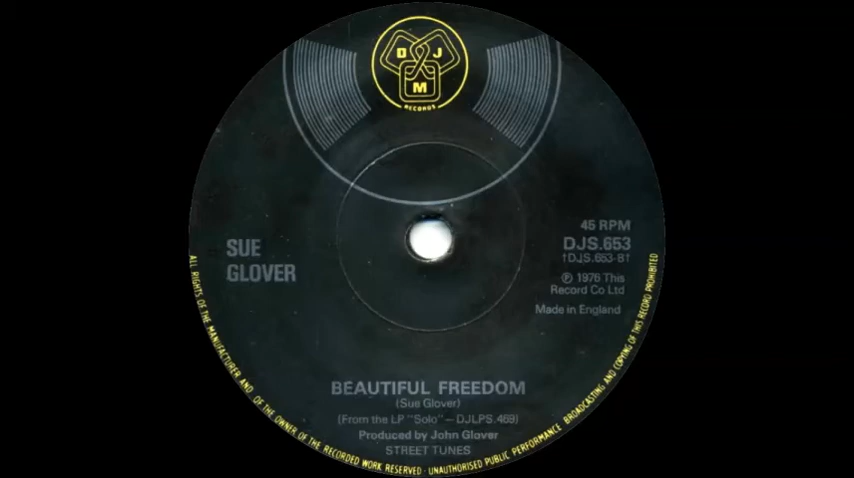 D J
M
RECORDS
45 RPM
DJS.653
†DJS.653-B†
SUE
GLOVER
℗ 1976 This
Record Co Ltd
Made in England
BEAUTIFUL FREEDOM
(Sue Glover)
(From the LP "Solo" – DJLPS.469)
Produced by John Glover
STREET TUNES
ALL RIGHTS OF THE MANUFACTURER AND OF THE OWNER OF THE RECORDED WORK RESERVED · UNAUTHORISED PUBLIC PERFORMANCE BROADCASTING AND COPYING OF THIS RECORD PROHIBITED